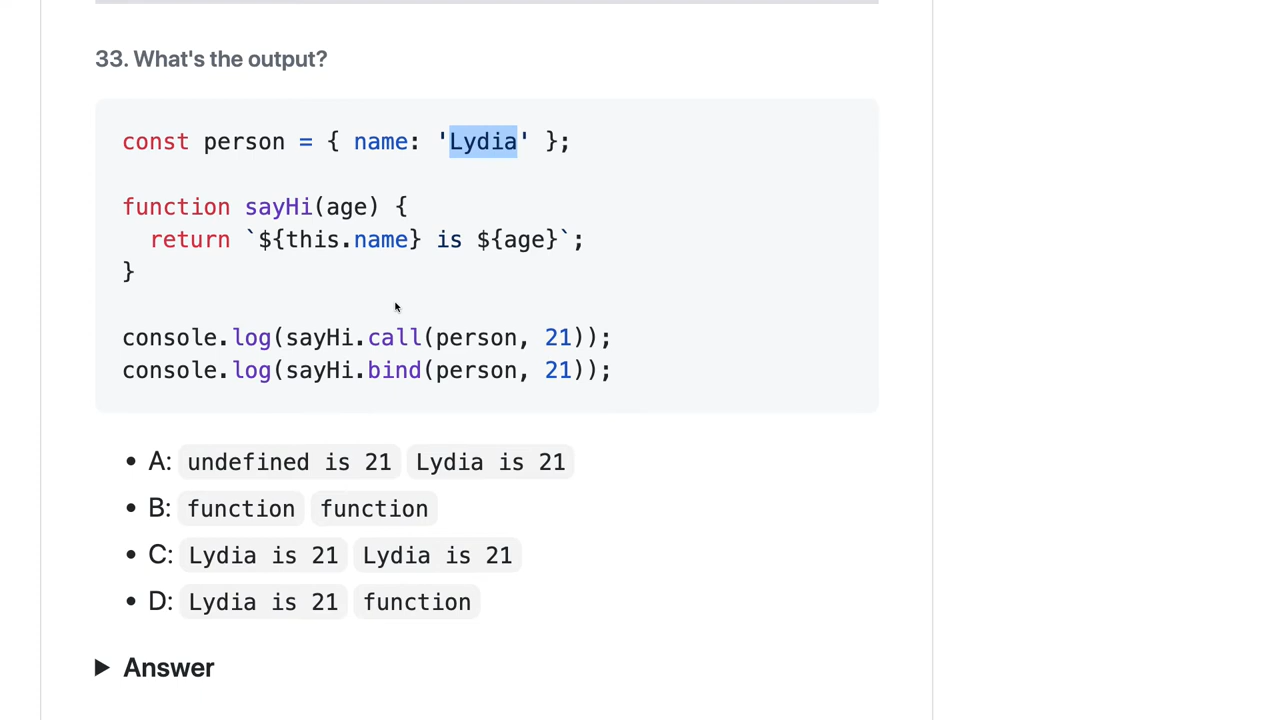 33. What's the output?
const person = { name: 'Lydia' };
function sayHi(age) {
  return `${this.name} is ${age}`;
}
console.log(sayHi.call(person, 21));
console.log(sayHi.bind(person, 21));
• A: undefined is 21 Lydia is 21
• B: function function
• C: Lydia is 21 Lydia is 21
• D: Lydia is 21 function
Answer